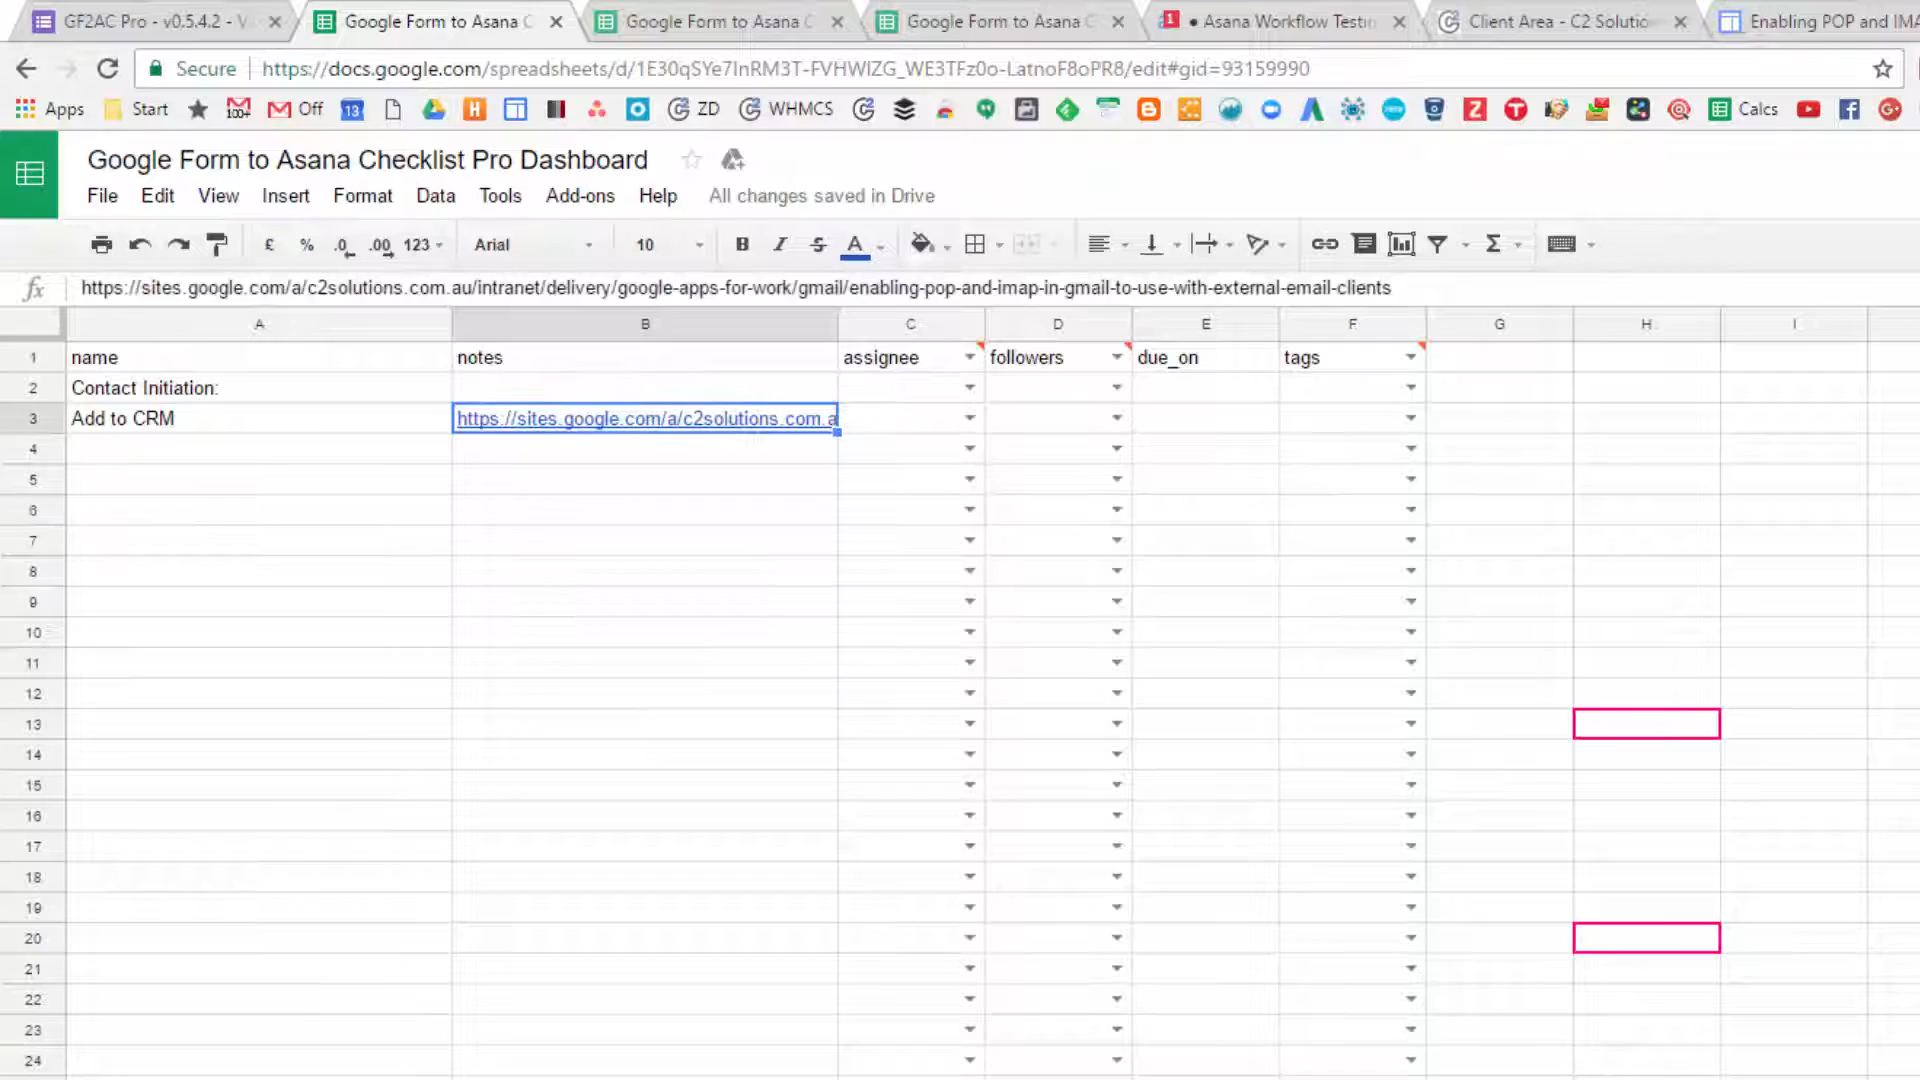 GF2AC Pro - v0.5.4.2 - V
Google Form to Asana C
Google Form to Asana C
Google Form to Asana C
• Asana Workflow Testin
Client Area - C2 Solutio
Enabling POP and IMA
Secure
https://docs.google.com/spreadsheets/d/1E30qSYe7InRM3T-FVHWIZG_WE3TFz0o-LatnoF8oPR8/edit#gid=93159990
Apps Start 100+ Off 13 ZD WHMCS Calcs
Google Form to Asana Checklist Pro Dashboard
File Edit View Insert Format Data Tools Add-ons Help All changes saved in Drive
£ % .0 .00 123 Arial 10 B I S A Σ
fx https://sites.google.com/a/c2solutions.com.au/intranet/delivery/google-apps-for-work/gmail/enabling-pop-and-imap-in-gmail-to-use-with-external-email-clients
A B C D E F G H I
1 name notes assignee followers due_on tags
2 Contact Initiation:
3 Add to CRM https://sites.google.com/a/c2solutions.com.a
4
5
6
7
8
9
10
11
12
13
14
15
16
17
18
19
20
21
22
23
24